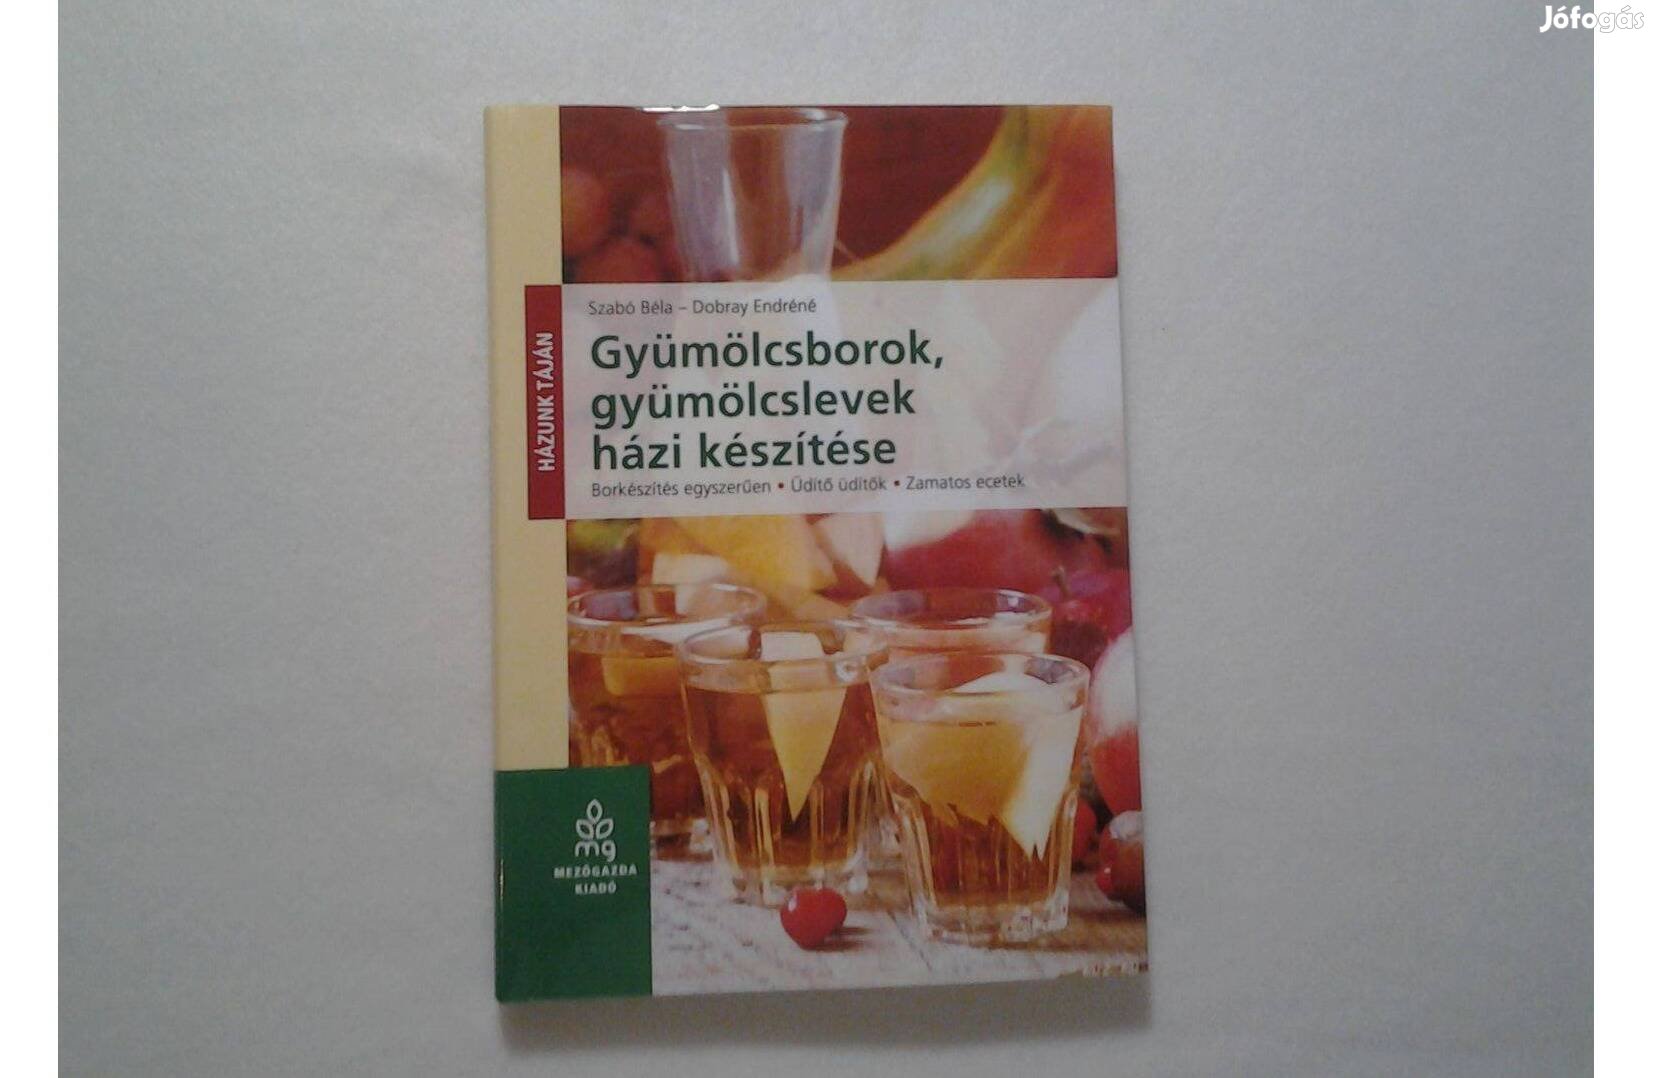 Jófogás
Szabó Béla – Dobray Endréné
Gyümölcsborok,
gyümölcslevek
házi készítése
Borkészítés egyszerűen • Üdítő üdítők • Zamatos ecetek
HÁZUNK TÁJÁN
mg
MEZŐGAZDA
KIADÓ